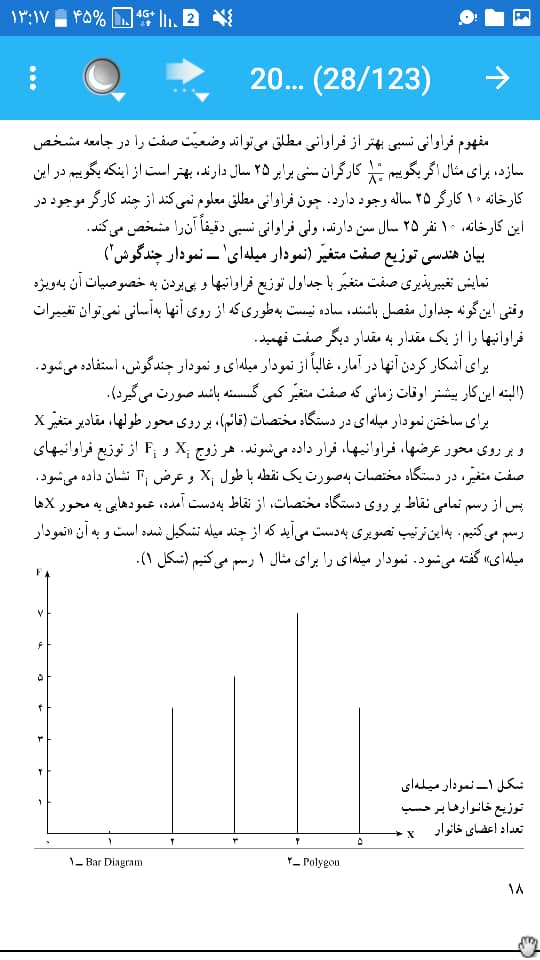 ۱۳:۱۷ ۴۵% 4G+ 2
20... (28/123)
مفهوم فراوانی نسبی بهتر از فراوانی مطلق می‌تواند وضعیّت صفت را در جامعه مشخص
سازد، برای مثال اگر بگوییم ۱۰/۸۰ کارگران سنی برابر ۲۵ سال دارند، بهتر است از اینکه بگوییم در این
کارخانه ۱۰ کارگر ۲۵ ساله وجود دارد. چون فراوانی مطلق معلوم نمی‌کند از چند کارگر موجود در
این کارخانه، ۱۰ نفر ۲۵ سال سن دارند، ولی فراوانی نسبی دقیقاً آن‌را مشخص می‌کند.
بیان هندسی توزیع صفت متغیّر (نمودار میله‌ای۱ ــ نمودار چندگوش۲)
نمایش تغییرپذیری صفت متغیّر با جداول توزیع فراوانیها و پی‌بردن به خصوصیات آن به‌ویژه
وقتی این‌گونه جداول مفصل باشند، ساده نیست به‌طوری‌که از روی آنها به‌آسانی نمی‌توان تغییرات
فراوانیها را از یک مقدار به مقدار دیگر صفت فهمید.
برای آشکار کردن آنها در آمار، غالباً از نمودار میله‌ای و نمودار چندگوش، استفاده می‌شود.
(البته این‌کار بیشتر اوقات زمانی که صفت متغیّر کمی گسسته باشد صورت می‌گیرد).
برای ساختن نمودار میله‌ای در دستگاه مختصات (قائم)، بر روی محور طولها، مقادیر متغیّر X
و بر روی محور عرضها، فراوانیها، قرار داده می‌شوند. هر زوج Xi و Fi از توزیع فراوانیهای
صفت متغیّر، در دستگاه مختصات به‌صورت یک نقطه با طول Xi و عرض Fi نشان داده می‌شود.
پس از رسم تمامی نقاط بر روی دستگاه مختصات، از نقاط به‌دست آمده، عمودهایی به محور Xها
رسم می‌کنیم. به‌این‌ترتیب تصویری به‌دست می‌آید که از چند میله تشکیل شده است و به آن «نمودار
میله‌ای» گفته می‌شود. نمودار میله‌ای را برای مثال ۱ رسم می‌کنیم (شکل ۱).
F
۷
۶
۵
۴
۳
۲
۱
۰ ۱ ۲ ۳ ۴ ۵ X
شکل ۱ــ نمودار میله‌ای
توزیع خانوارها بر حسب
تعداد اعضای خانوار
۱ــ Bar Diagram
۲ــ Polygon
۱۸